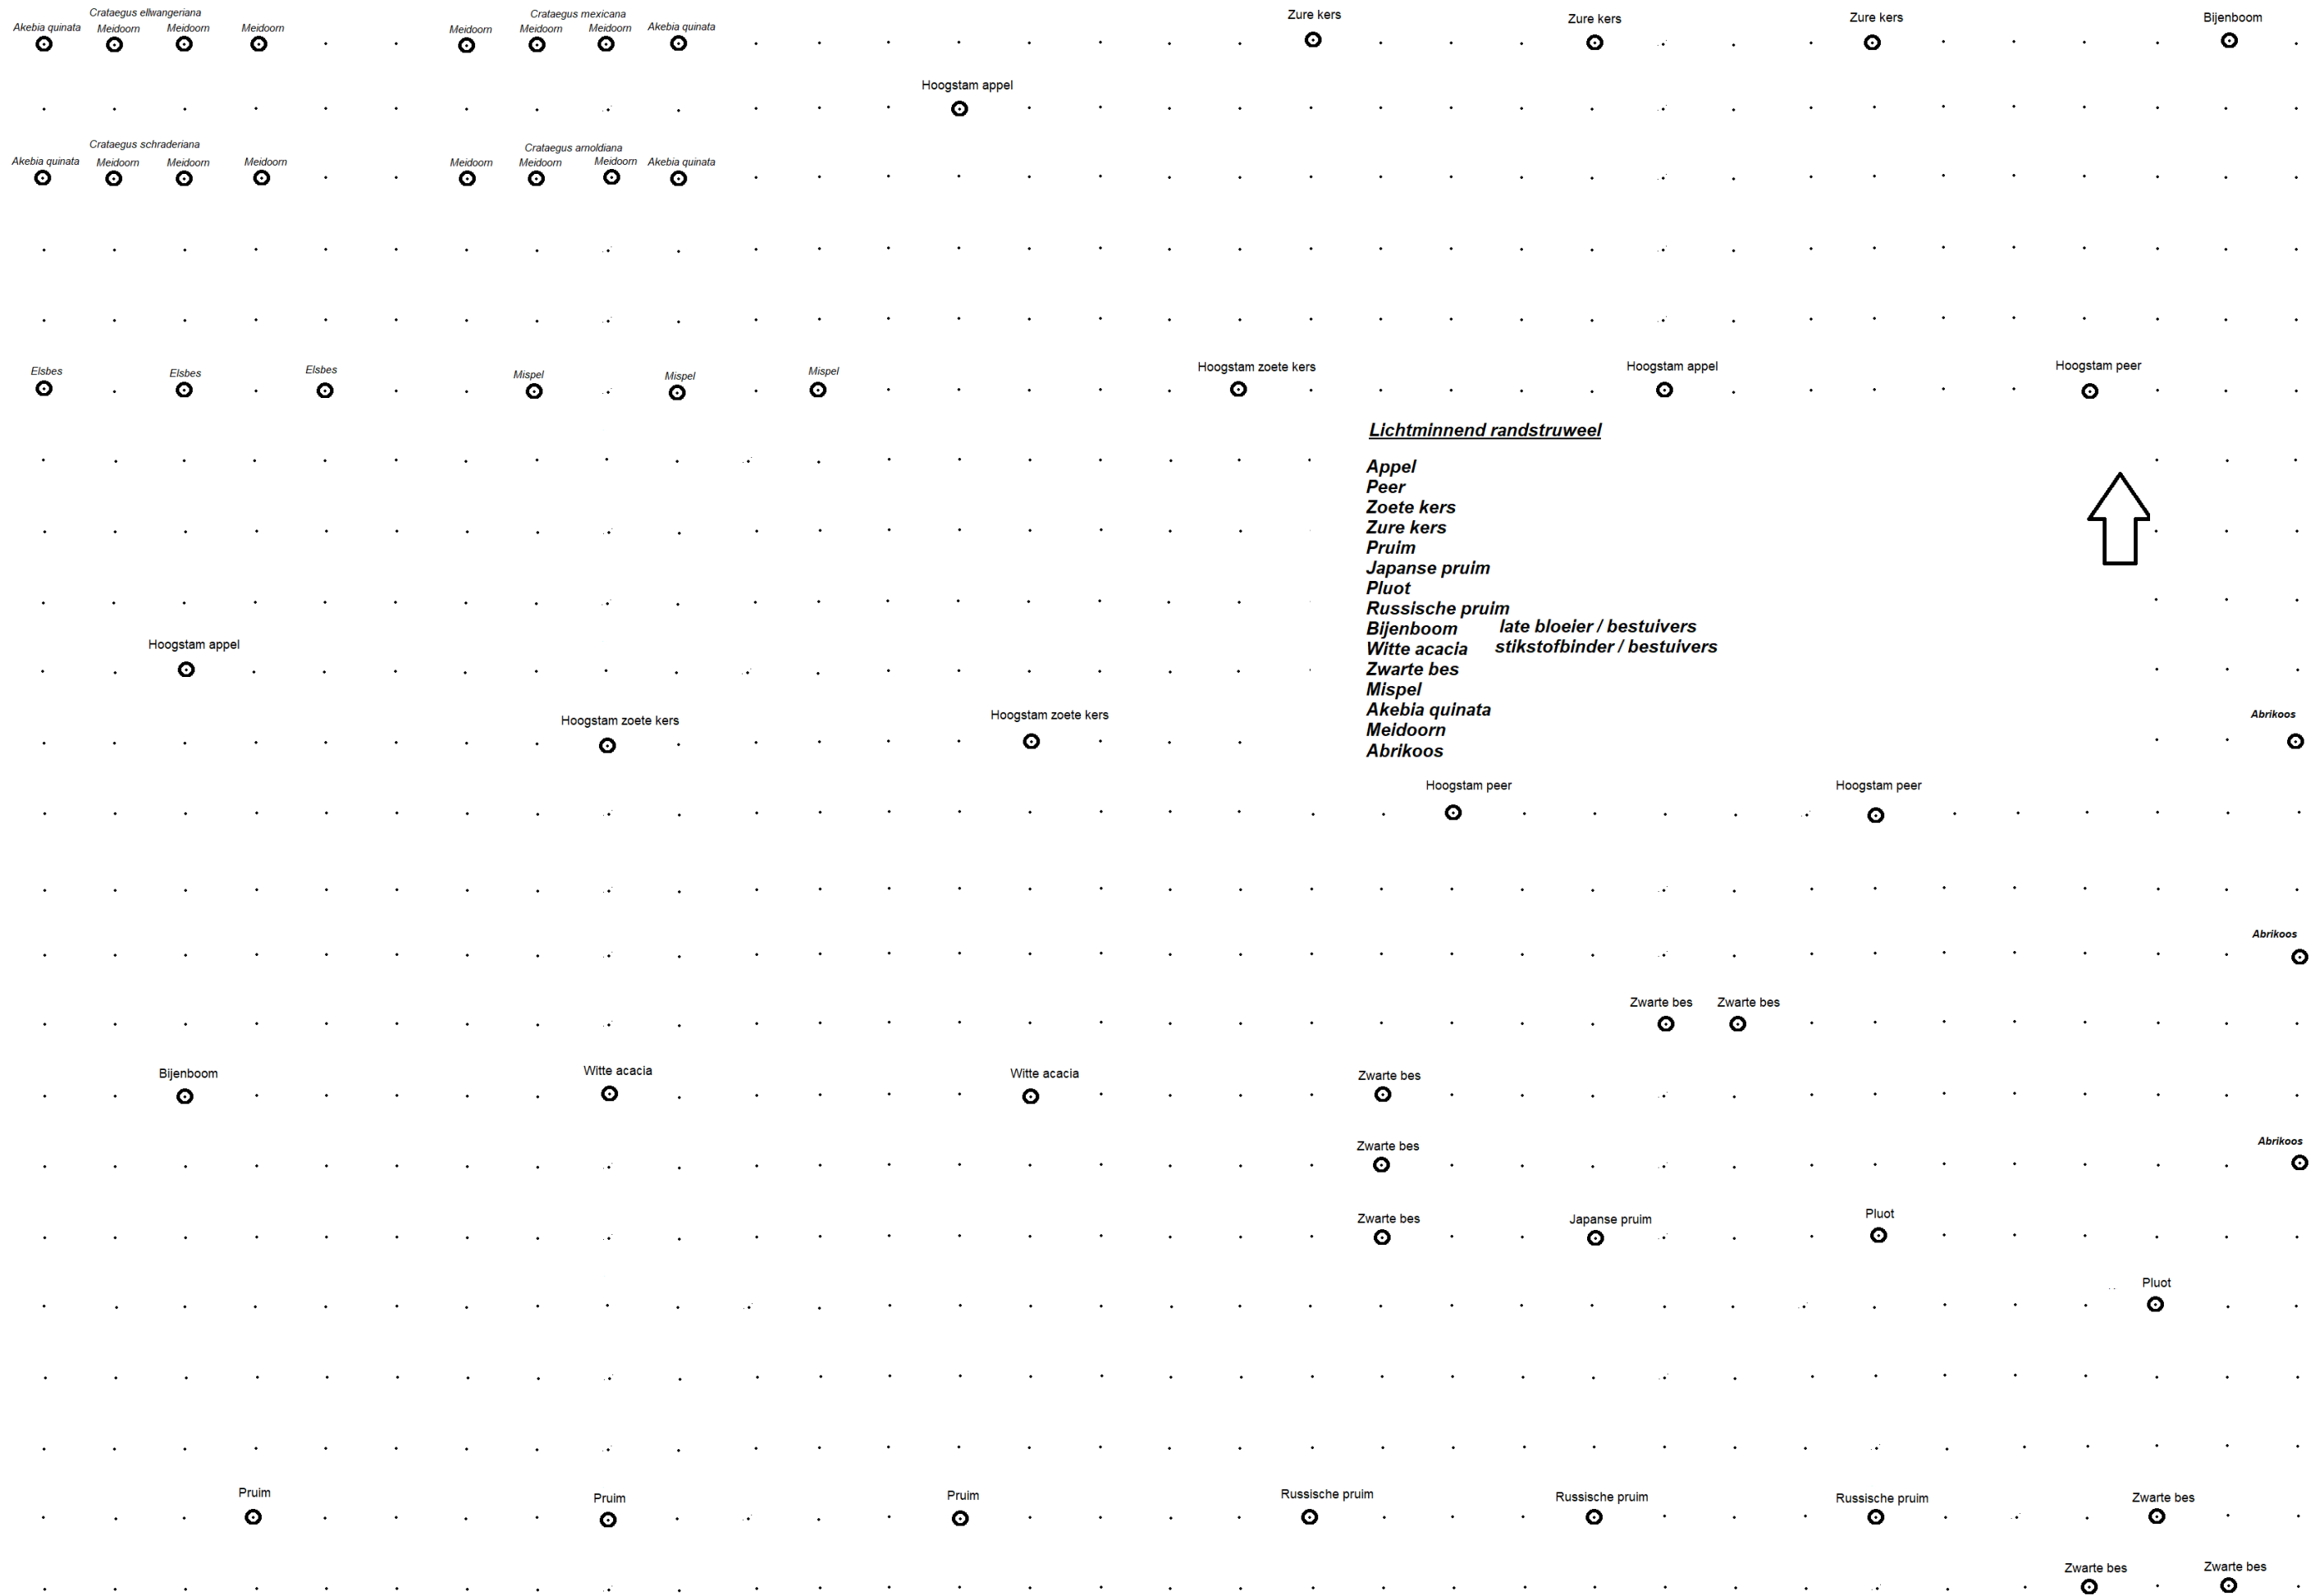 Crataegus ellwangeriana
Crataegus mexicana
Akebia quinata Meidoorn Meidoorn Meidoorn Meidoorn Meidoorn Meidoorn Akebia quinata Zure kers Zure kers Zure kers Bijenboom
Hoogstam appel
Crataegus schraderiana
Crataegus arnoldiana
Akebia quinata Meidoorn Meidoorn Meidoorn Meidoorn Meidoorn Meidoorn Akebia quinata
Elsbes Elsbes Elsbes Mispel Mispel Mispel Hoogstam zoete kers Hoogstam appel Hoogstam peer
Lichtminnend randstruweel
Appel
Peer
Zoete kers
Zure kers
Pruim
Japanse pruim
Pluot
Russische pruim
Bijenboom late bloeier / bestuivers
Witte acacia stikstofbinder / bestuivers
Zwarte bes
Mispel
Akebia quinata
Meidoorn
Abrikoos
Hoogstam appel
Hoogstam zoete kers Hoogstam zoete kers Abrikoos
Hoogstam peer Hoogstam peer
Abrikoos
Zwarte bes Zwarte bes
Bijenboom Witte acacia Witte acacia Zwarte bes
Zwarte bes Abrikoos
Zwarte bes Japanse pruim Pluot
Pluot
Pruim Pruim Pruim Russische pruim Russische pruim Russische pruim Zwarte bes
Zwarte bes Zwarte bes